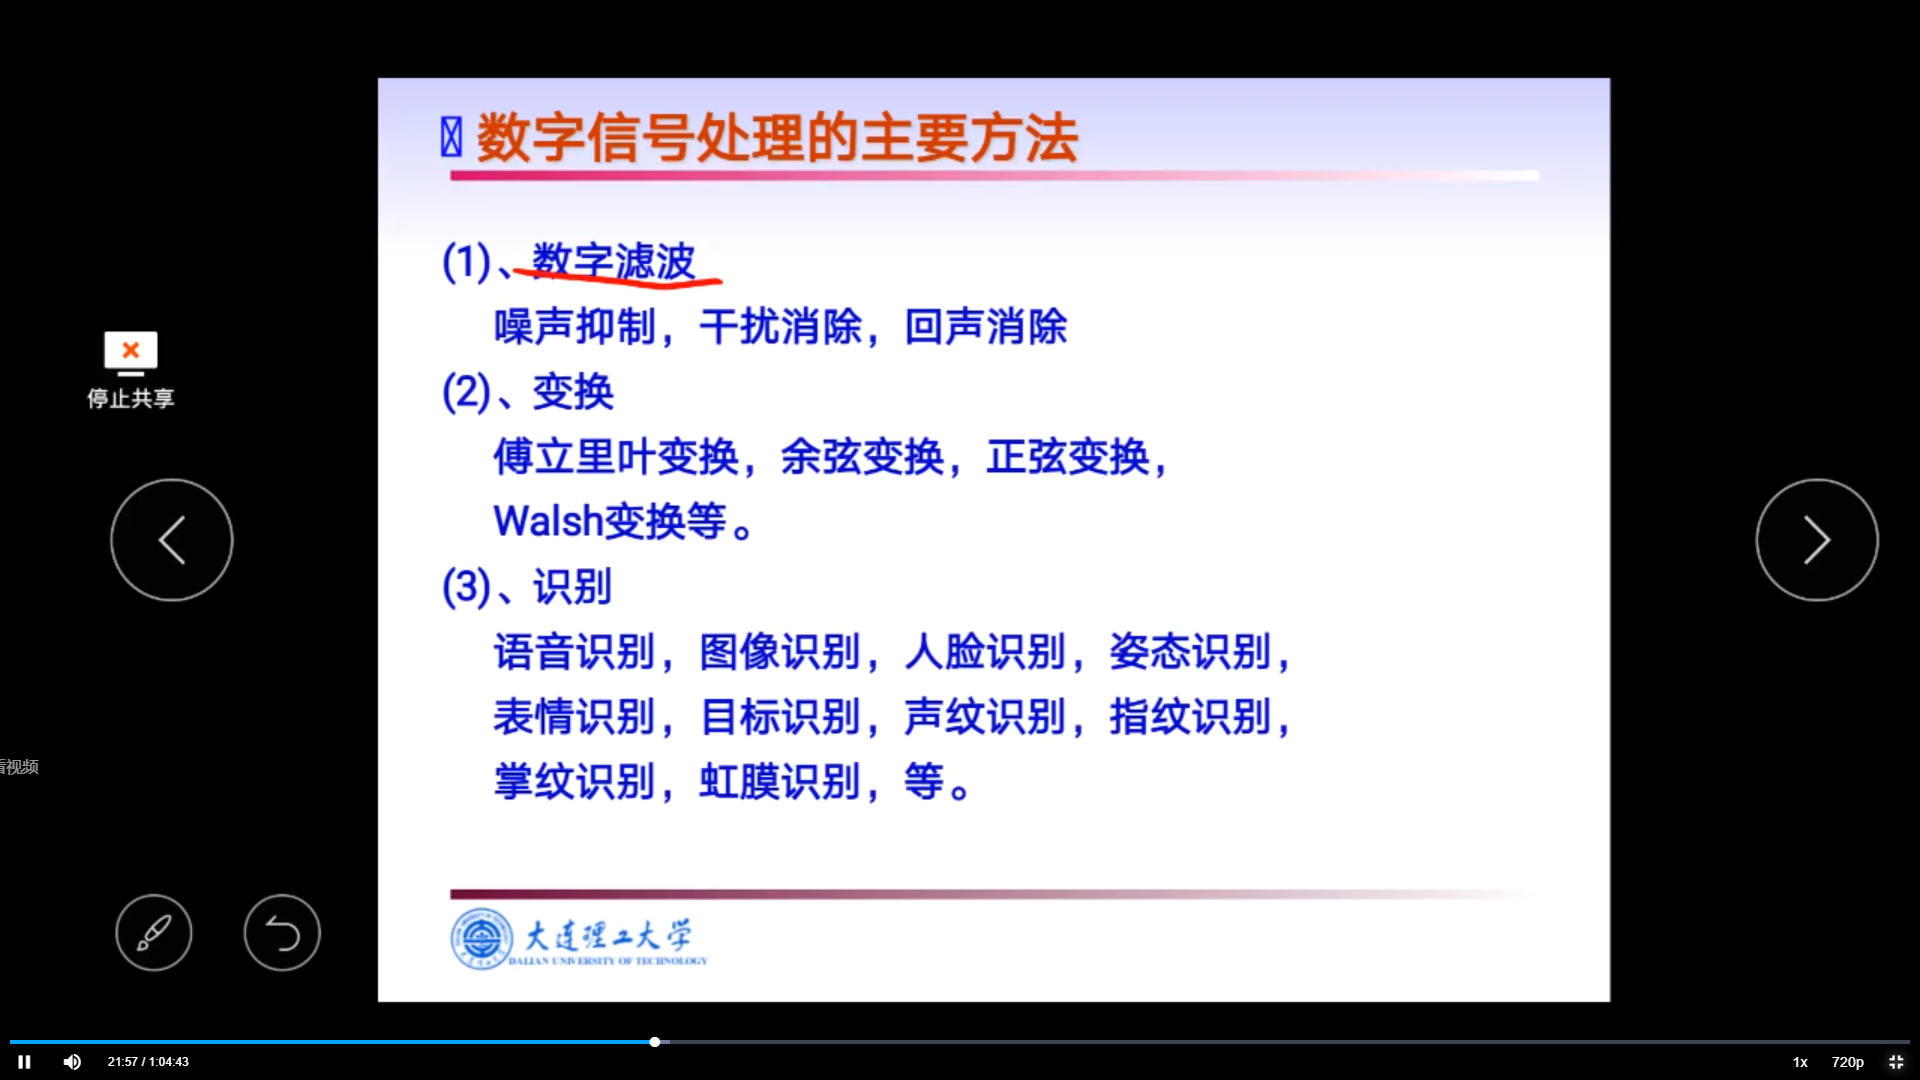 数字信号处理的主要方法
(1)、数字滤波
噪声抑制，干扰消除，回声消除
(2)、变换
傅立里叶变换，余弦变换，正弦变换，
Walsh变换等。
(3)、识别
语音识别，图像识别，人脸识别，姿态识别，
表情识别，目标识别，声纹识别，指纹识别，
掌纹识别，虹膜识别，等。
停止共享
看视频
大连理工大学
DALIAN UNIVERSITY OF TECHNOLOGY
21:57 / 1:04:43
1x
720p